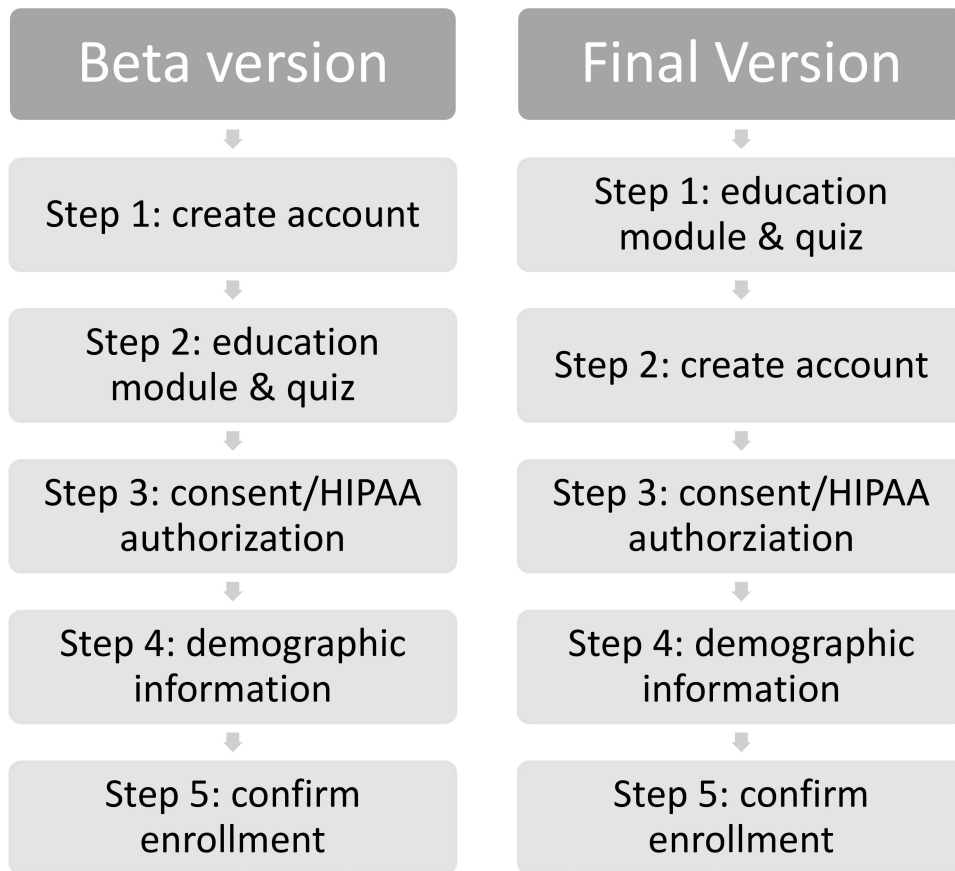 Beta version
Step 1: create account
Step 2: education
module & quiz
Step 3: consent/HIPAA
authorization
Step 4: demographic
information
Step 5: confirm
enrollment
Final Version
Step 1: education
module & quiz
Step 2: create account
Step 3: consent/HIPAA
authorziation
Step 4: demographic
information
Step 5: confirm
enrollment